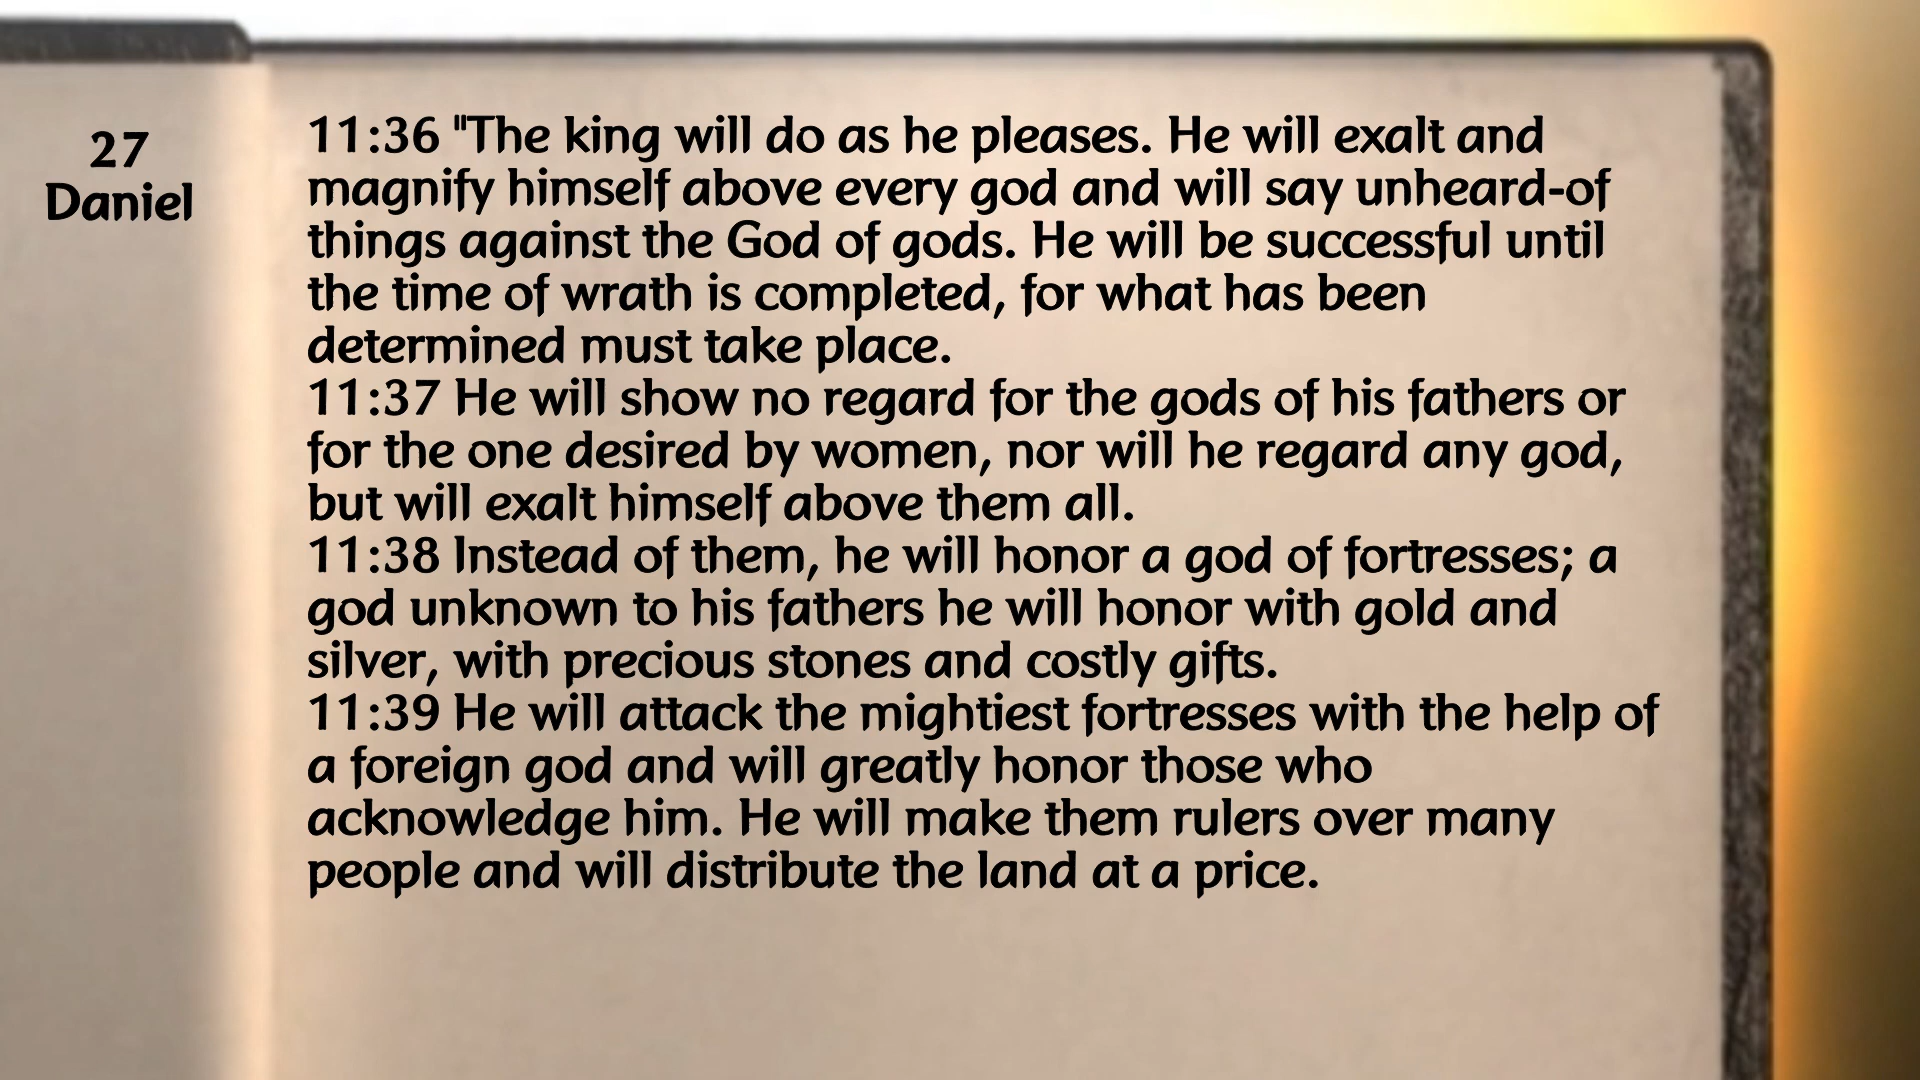 27
Daniel
11:36 "The king will do as he pleases. He will exalt and
magnify himself above every god and will say unheard-of
things against the God of gods. He will be successful until
the time of wrath is completed, for what has been
determined must take place.
11:37 He will show no regard for the gods of his fathers or
for the one desired by women, nor will he regard any god,
but will exalt himself above them all.
11:38 Instead of them, he will honor a god of fortresses; a
god unknown to his fathers he will honor with gold and
silver, with precious stones and costly gifts.
11:39 He will attack the mightiest fortresses with the help of
a foreign god and will greatly honor those who
acknowledge him. He will make them rulers over many
people and will distribute the land at a price.